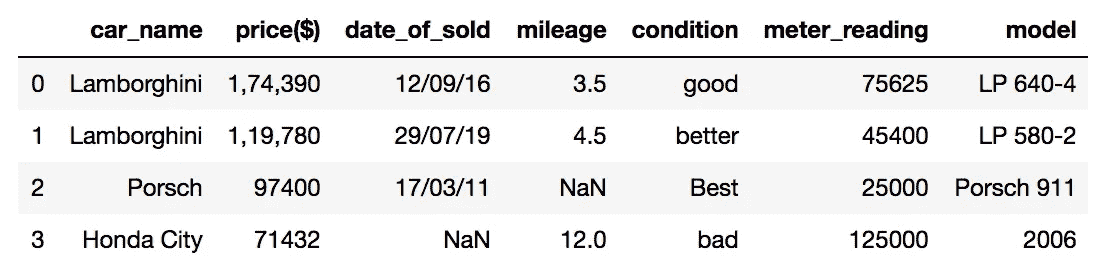 car_name price($) date_of_sold mileage condition meter_reading model
0 Lamborghini 1,74,390 12/09/16 3.5 good 75625 LP 640-4
1 Lamborghini 1,19,780 29/07/19 4.5 better 45400 LP 580-2
2 Porsch 97400 17/03/11 NaN Best 25000 Porsch 911
3 Honda City 71432 NaN 12.0 bad 125000 2006